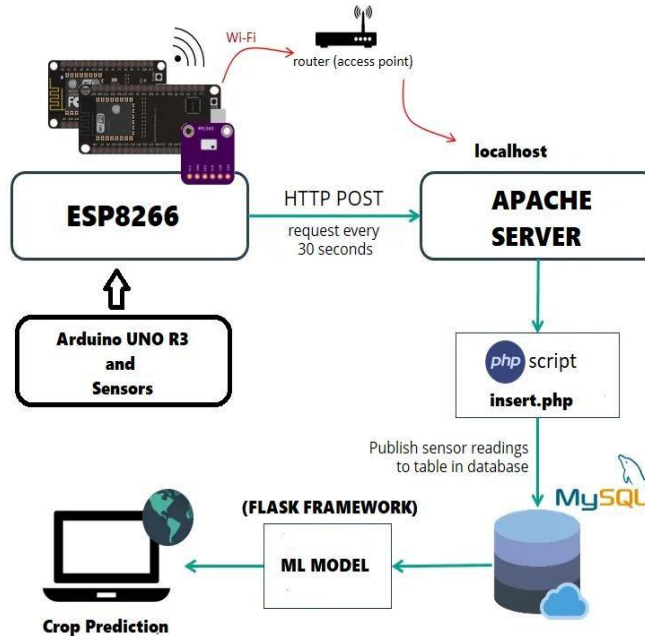 Wi-Fi
router (access point)
localhost
ESP8266
HTTP POST
request every
30 seconds
APACHE
SERVER
Arduino UNO R3
and
Sensors
php script
insert.php
Publish sensor readings
to table in database
MySQL
(FLASK FRAMEWORK)
ML MODEL
Crop Prediction